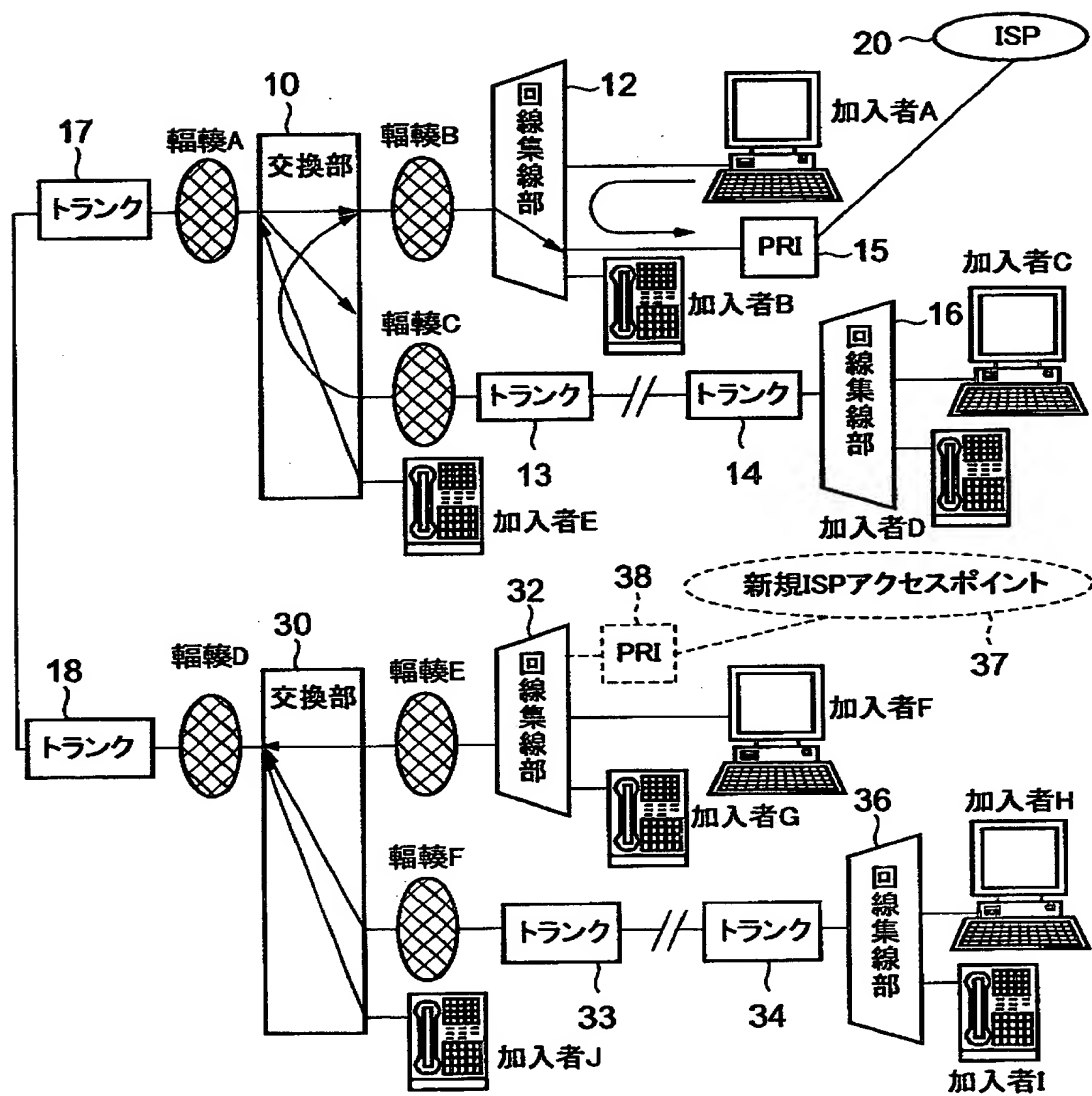 20
ISP
10
12
回線集線部
加入者A
17
輻輳A
輻輳B
交換部
トランク
PRI
15
加入者C
加入者B
16
輻輳C
回線集線部
トランク
トランク
13
14
加入者E
加入者D
新規ISPアクセスポイント
38
32
37
PRI
輻輳D
30
輻輳E
18
交換部
回線集線部
加入者F
トランク
加入者G
36
加入者H
輻輳F
回線集線部
トランク
トランク
33
34
加入者J
加入者I